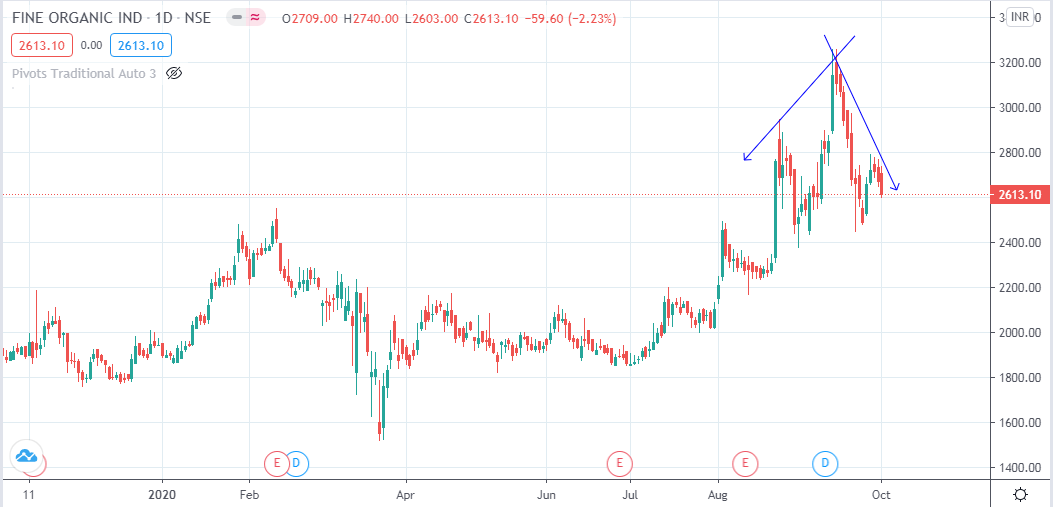 FINE ORGANIC IND · 1D · NSE O2709.00 H2740.00 L2603.00 C2613.10 −59.60 (−2.23%)
2613.10 0.00 2613.10
Pivots Traditional Auto 3
INR
3200.00
3000.00
2800.00
2613.10
2400.00
2200.00
2000.00
1800.00
1600.00
1400.00
E D E E D
11 2020 Feb Apr Jun Jul Aug Oct